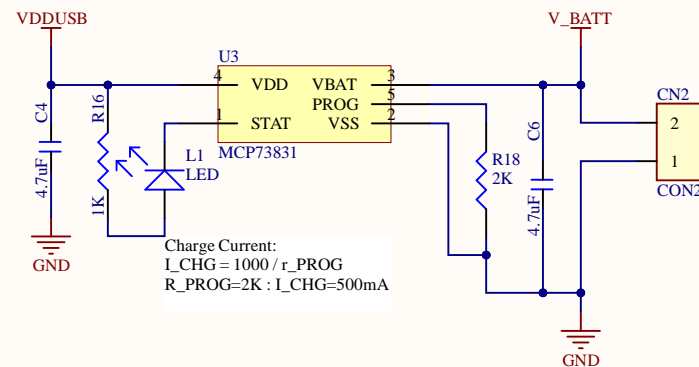 VDDUSB
V_BATT
U3
4
VDD
VBAT
3
PROG
5
1
STAT
VSS
2
MCP73831
C4
4.7uF
R16
1K
L1
LED
R18
2K
C6
4.7uF
CN2
2
1
CON2
GND
Charge Current:
I_CHG = 1000 / r_PROG
R_PROG=2K : I_CHG=500mA
GND